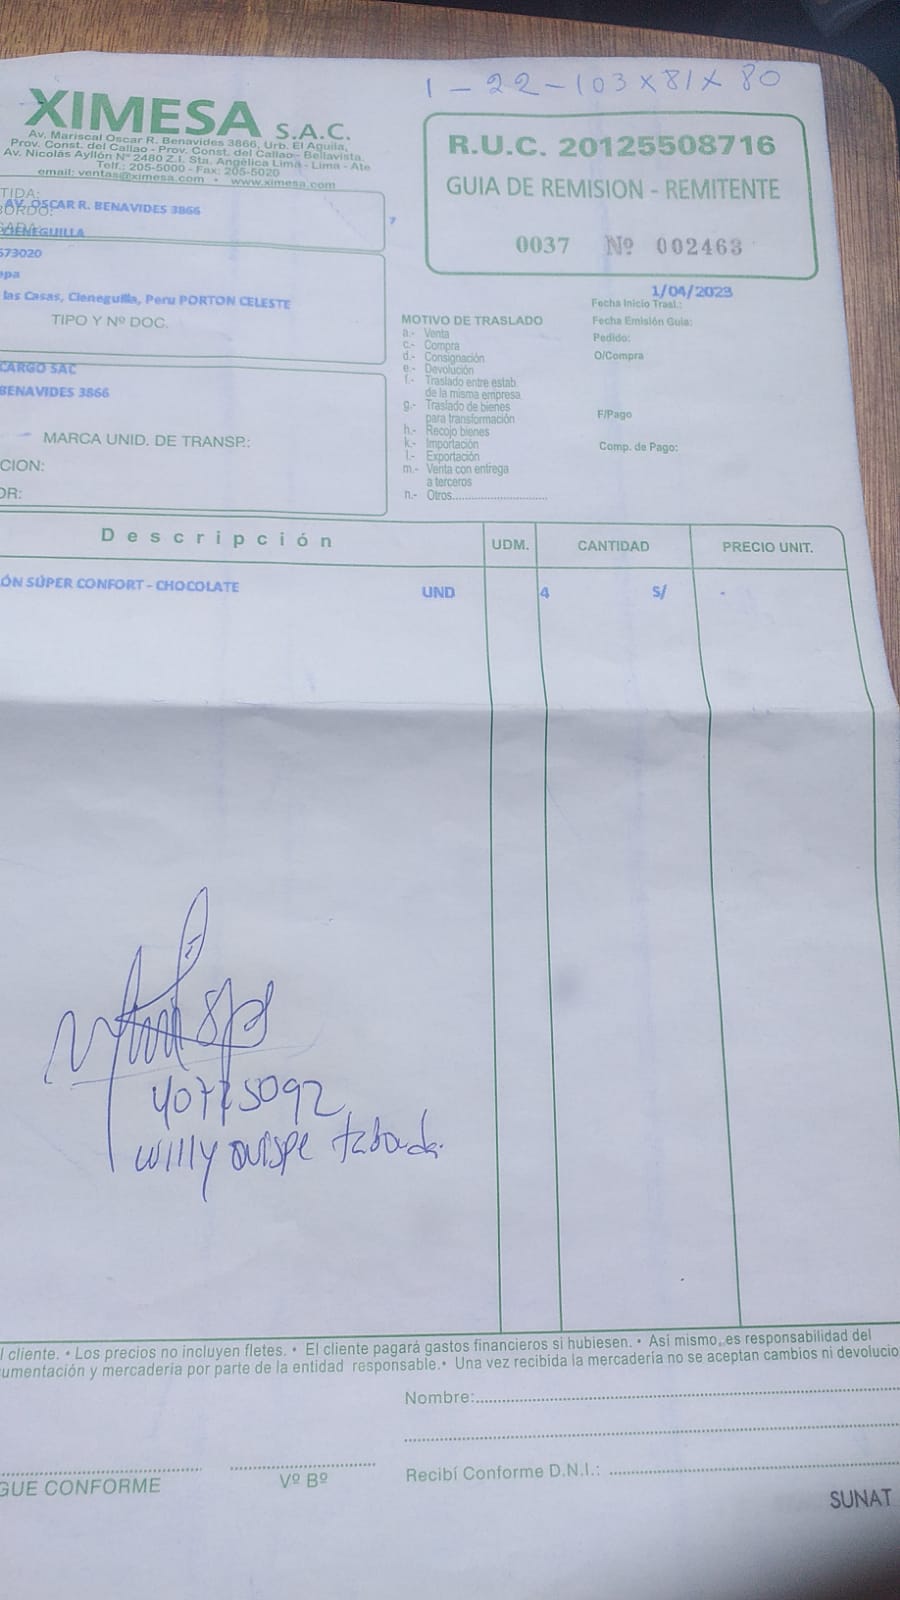 1 - 22 - 103 x 81 x 80
XIMESA S.A.C.
Av. Mariscal Oscar R. Benavides 3866, Urb. El Aguila,
Prov. Const. del Callao - Prov. Const. del Callao - Bellavista.
Av. Nicolás Ayllón Nº 2480 Z.I. Sta. Angélica Lima - Lima - Ate
Telf.: 205-5000 - Fax: 205-5020
email: ventas@ximesa.com • www.ximesa.com
R.U.C. 20125508716
GUIA DE REMISION - REMITENTE
0037 Nº 002463
TIDA:
AV. OSCAR R. BENAVIDES 3866
BORDO:
CIENEGUILLA
573020
epa
las Casas, Cieneguilla, Peru PORTON CELESTE
TIPO Y Nº DOC.
CARGO SAC
BENAVIDES 3866
MARCA UNID. DE TRANSP.:
CION:
OR:
MOTIVO DE TRASLADO
a.- Venta
c.- Compra
d.- Consignación
e.- Devolución
f.- Traslado entre estab.
de la misma empresa
g.- Traslado de bienes
para transformación
h.- Recojo bienes
k.- Importación
l.- Exportación
m.- Venta con entrega
a terceros
n.- Otros..............................
1/04/2023
Fecha Inicio Trasl.:
Fecha Emisión Guia:
Pedido:
O/Compra
F/Pago
Comp. de Pago:
Descripción UDM. CANTIDAD PRECIO UNIT.
ÓN SÚPER CONFORT - CHOCOLATE UND 4 S/ -
40775092
willy quispe taboada
l cliente. • Los precios no incluyen fletes. • El cliente pagará gastos financieros si hubiesen. • Asi mismo, es responsabilidad del
umentación y mercaderia por parte de la entidad responsable.• Una vez recibida la mercadería no se aceptan cambios ni devolucio
Nombre:
GUE CONFORME
Vº Bº
Recibí Conforme D.N.I.:
SUNAT